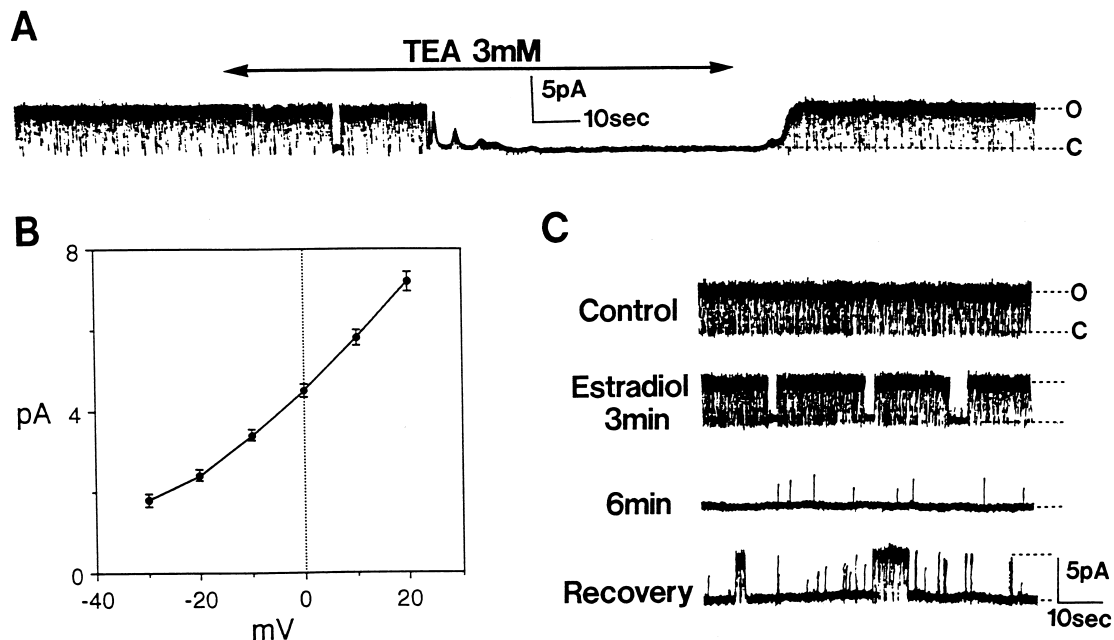 A
TEA 3mM
5pA
10sec
O
C
B
8
pA
4
0
-40
-20
0
20
mV
C
Control
O
C
Estradiol
3min
6min
Recovery
5pA
10sec